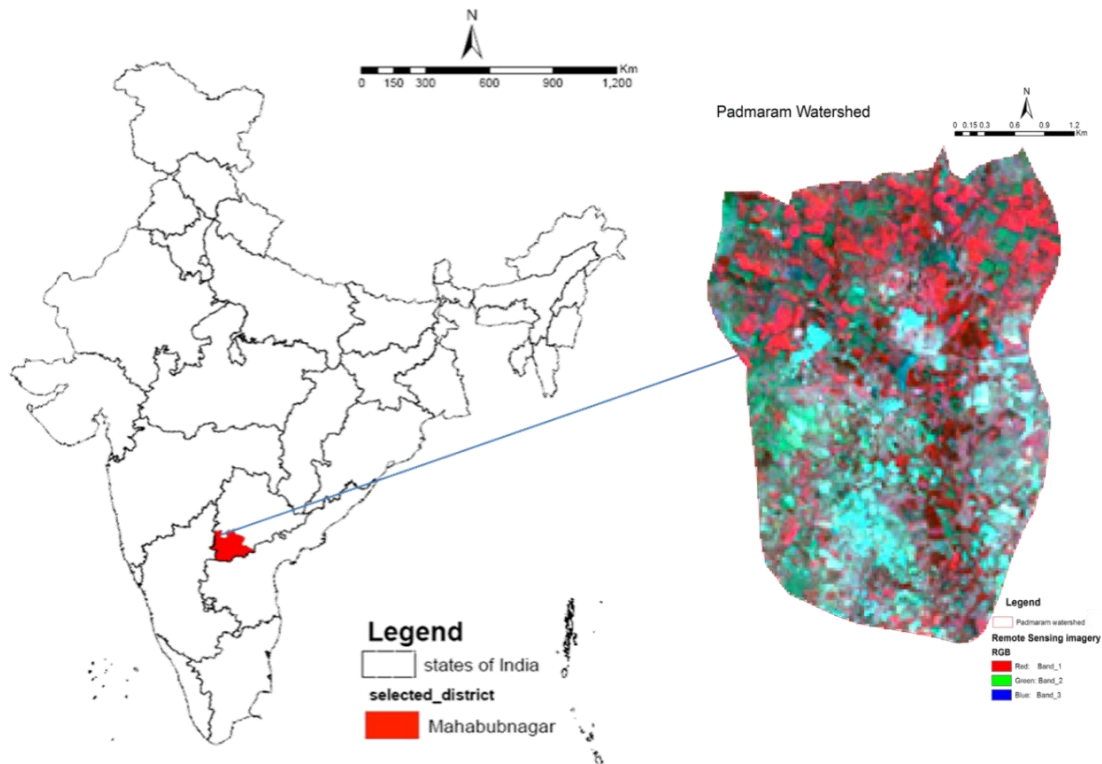 N
Km
0 150 300 600 900 1,200
Legend
states of India
selected_district
Mahabubnagar
Padmaram Watershed
N
0 0.15 0.3 0.6 0.9 1.2
Km
Legend
Padmaram watershed
Remote Sensing imagery
RGB
Red: Band_1
Green: Band_2
Blue: Band_3